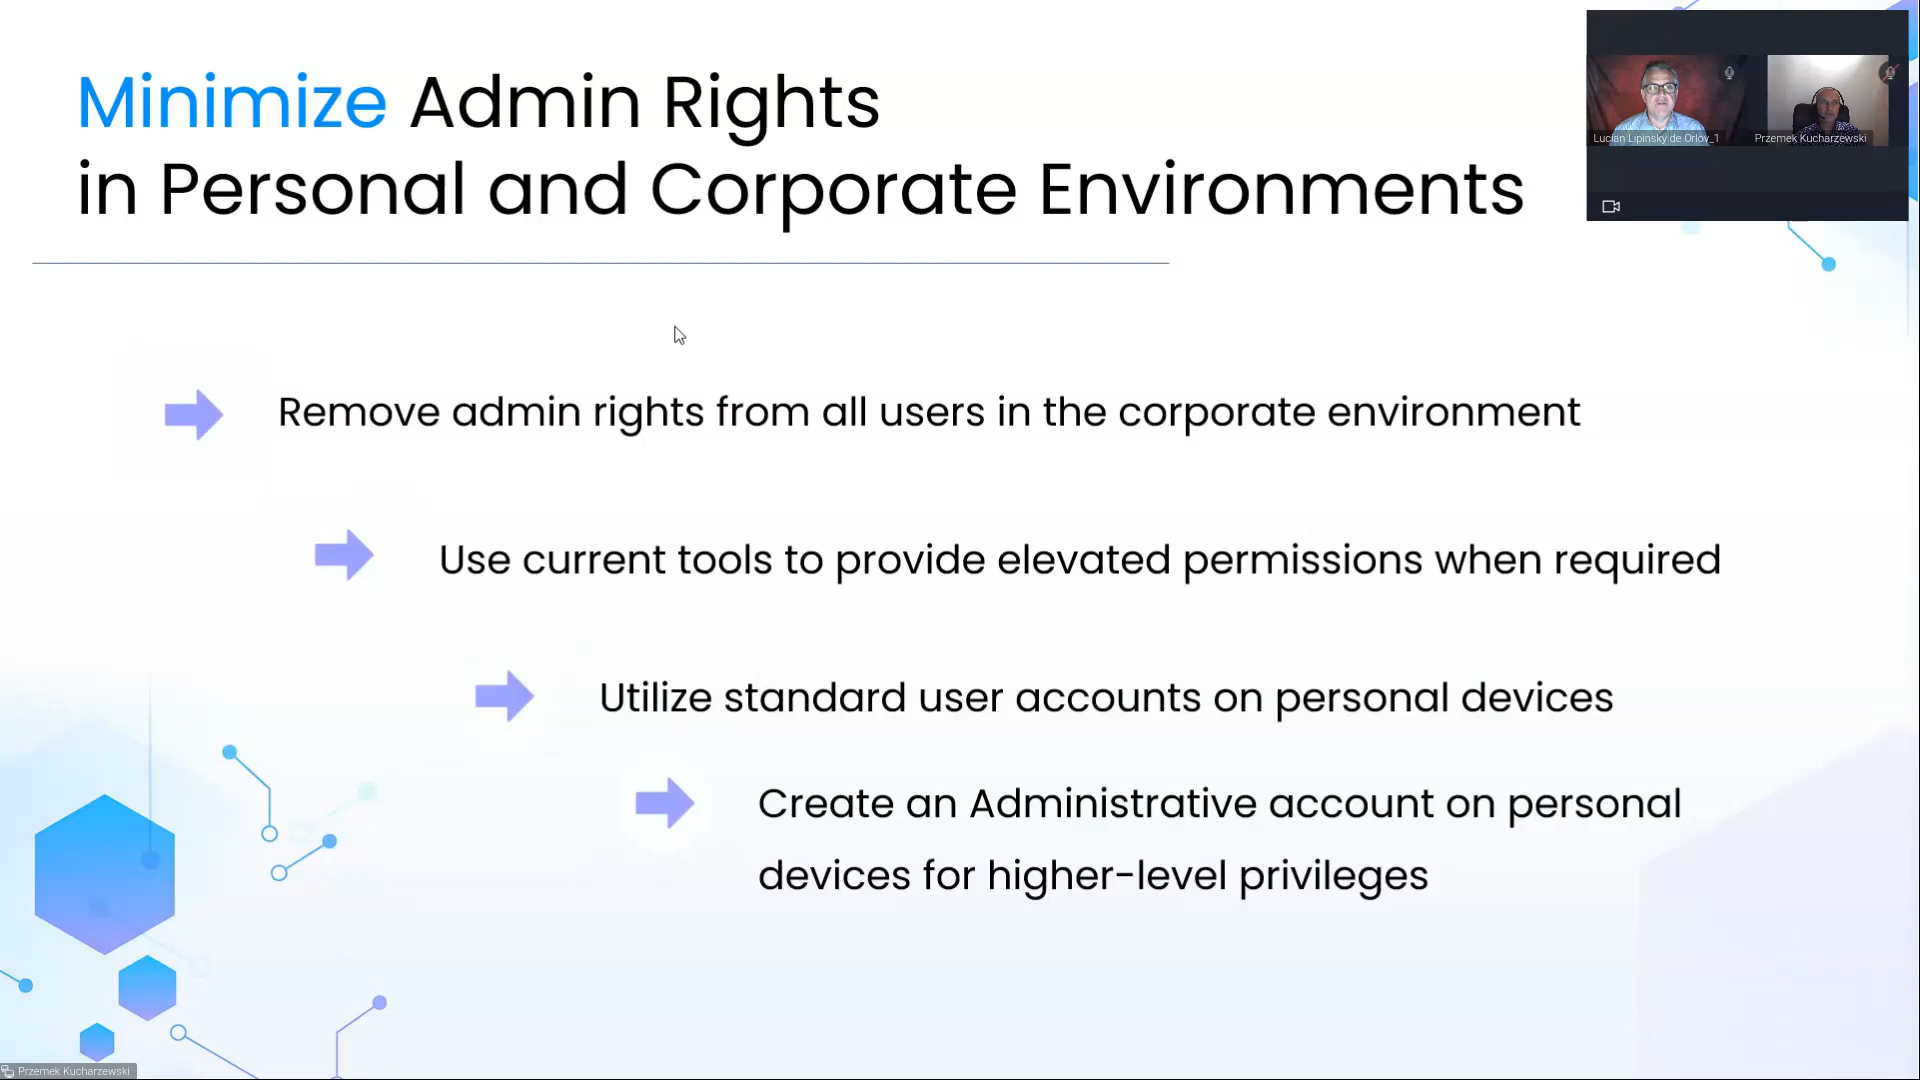 Minimize Admin Rights
in Personal and Corporate Environments
Lucian Lipinsky de Orlov_1
Przemek Kucharzewski
Remove admin rights from all users in the corporate environment
Use current tools to provide elevated permissions when required
Utilize standard user accounts on personal devices
Create an Administrative account on personal
devices for higher-level privileges
Przemek Kucharzewski